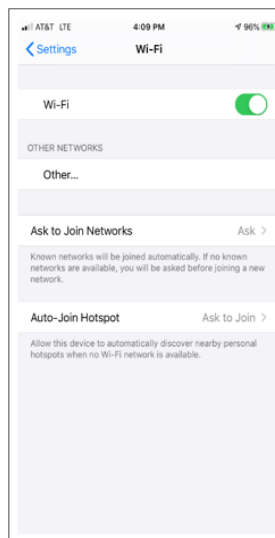 AT&T LTE 4:09 PM 96%
Settings Wi-Fi
Wi-Fi
OTHER NETWORKS
Other...
Ask to Join Networks Ask
Known networks will be joined automatically. If no known
networks are available, you will be asked before joining a new
network.
Auto-Join Hotspot Ask to Join
Allow this device to automatically discover nearby personal
hotspots when no Wi-Fi network is available.